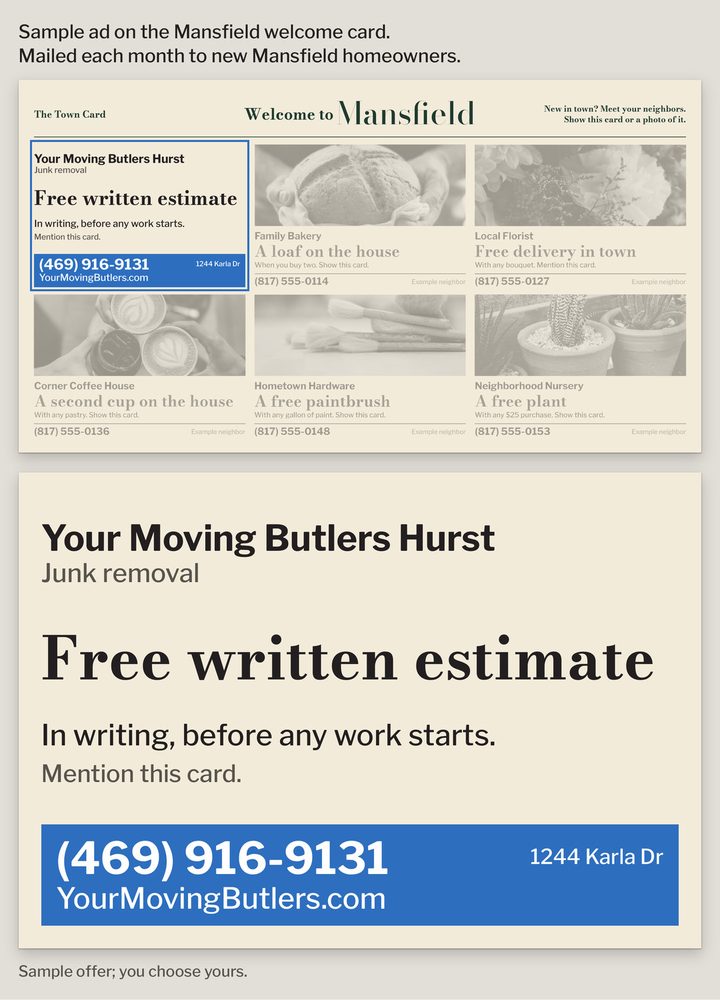 Sample ad on the Mansfield welcome card.
Mailed each month to new Mansfield homeowners.
The Town Card
Welcome to Mansfield
New in town? Meet your neighbors.
Show this card or a photo of it.
Your Moving Butlers Hurst
Junk removal
Free written estimate
In writing, before any work starts.
Mention this card.
(469) 916-9131
1244 Karla Dr
YourMovingButlers.com
Family Bakery
A loaf on the house
When you buy two. Show this card.
(817) 555-0114
Example neighbor
Local Florist
Free delivery in town
With any bouquet. Mention this card.
(817) 555-0127
Example neighbor
Corner Coffee House
A second cup on the house
With any pastry. Show this card.
(817) 555-0136
Example neighbor
Hometown Hardware
A free paintbrush
With any gallon of paint. Show this card.
(817) 555-0148
Example neighbor
Neighborhood Nursery
A free plant
With any $25 purchase. Show this card.
(817) 555-0153
Example neighbor
Your Moving Butlers Hurst
Junk removal
Free written estimate
In writing, before any work starts.
Mention this card.
(469) 916-9131
1244 Karla Dr
YourMovingButlers.com
Sample offer; you choose yours.